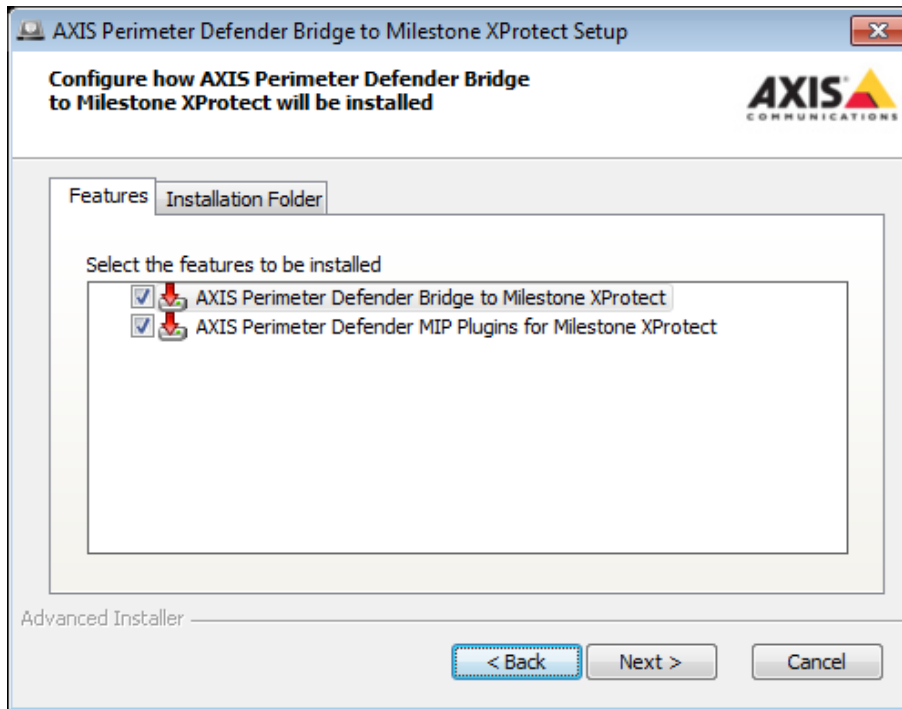 AXIS Perimeter Defender Bridge to Milestone XProtect Setup
Configure how AXIS Perimeter Defender Bridge
to Milestone XProtect will be installed
AXIS
COMMUNICATIONS
Features
Installation Folder
Select the features to be installed
AXIS Perimeter Defender Bridge to Milestone XProtect
AXIS Perimeter Defender MIP Plugins for Milestone XProtect
Advanced Installer
< Back
Next >
Cancel